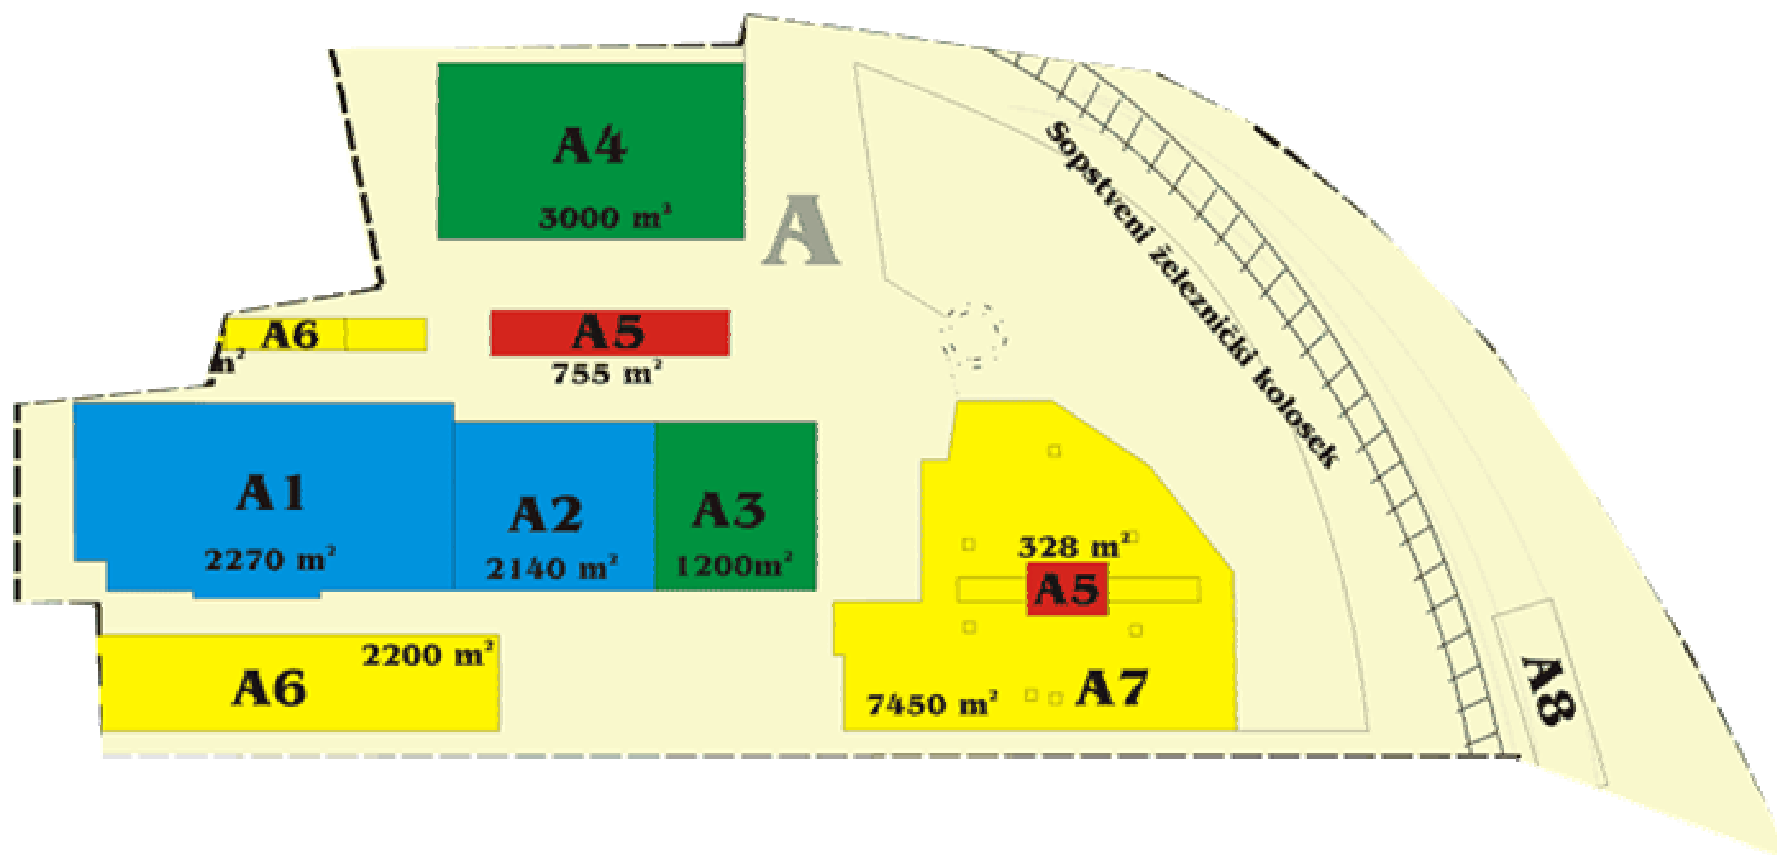 A4
3000 m²
A
Sopstveni železnički kolosek
A6
m²
A5
755 m²
A1
2270 m²
A2
2140 m²
A3
1200m²
328 m²
A5
A6
2200 m²
7450 m²
A7
A8